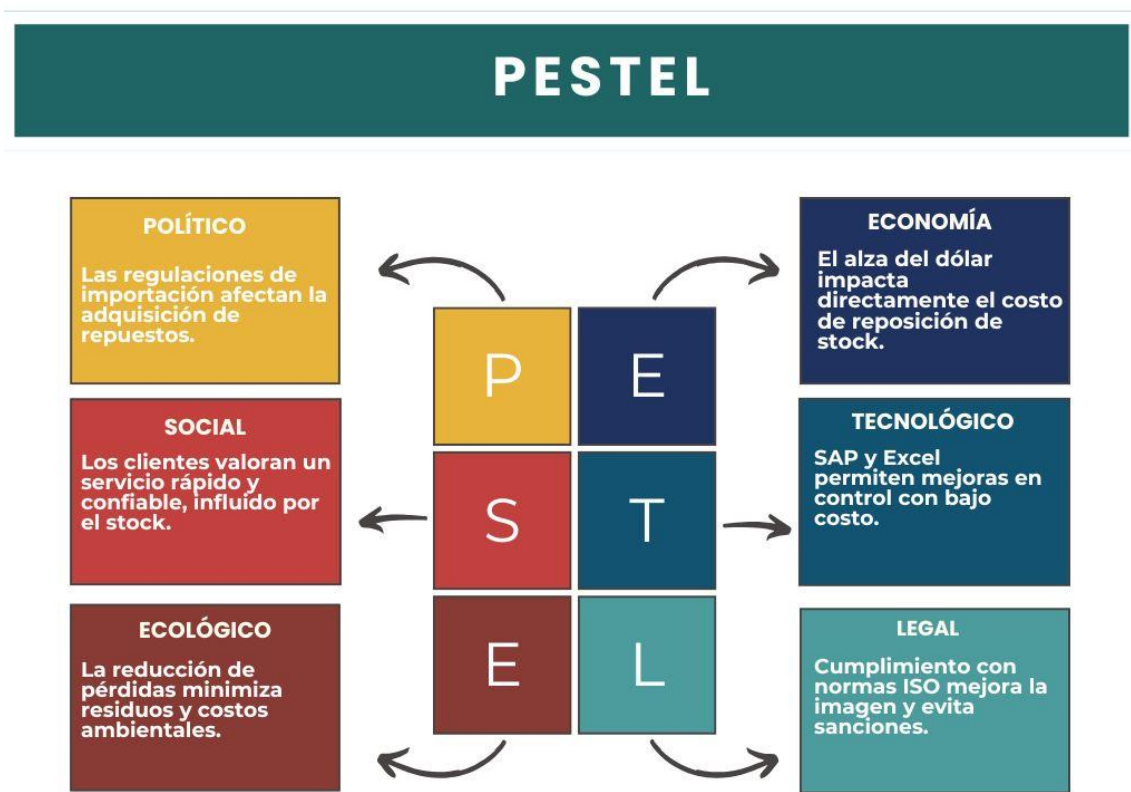 PESTEL
POLÍTICO
Las regulaciones de
importación afectan la
adquisición de
repuestos.
ECONOMÍA
El alza del dólar
impacta
directamente el costo
de reposición de
stock.
P
E
SOCIAL
Los clientes valoran un
servicio rápido y
confiable, influido por
el stock.
TECNOLÓGICO
SAP y Excel
permiten mejoras en
control con bajo
costo.
S
T
ECOLÓGICO
La reducción de
pérdidas minimiza
residuos y costos
ambientales.
LEGAL
Cumplimiento con
normas ISO mejora la
imagen y evita
sanciones.
E
L